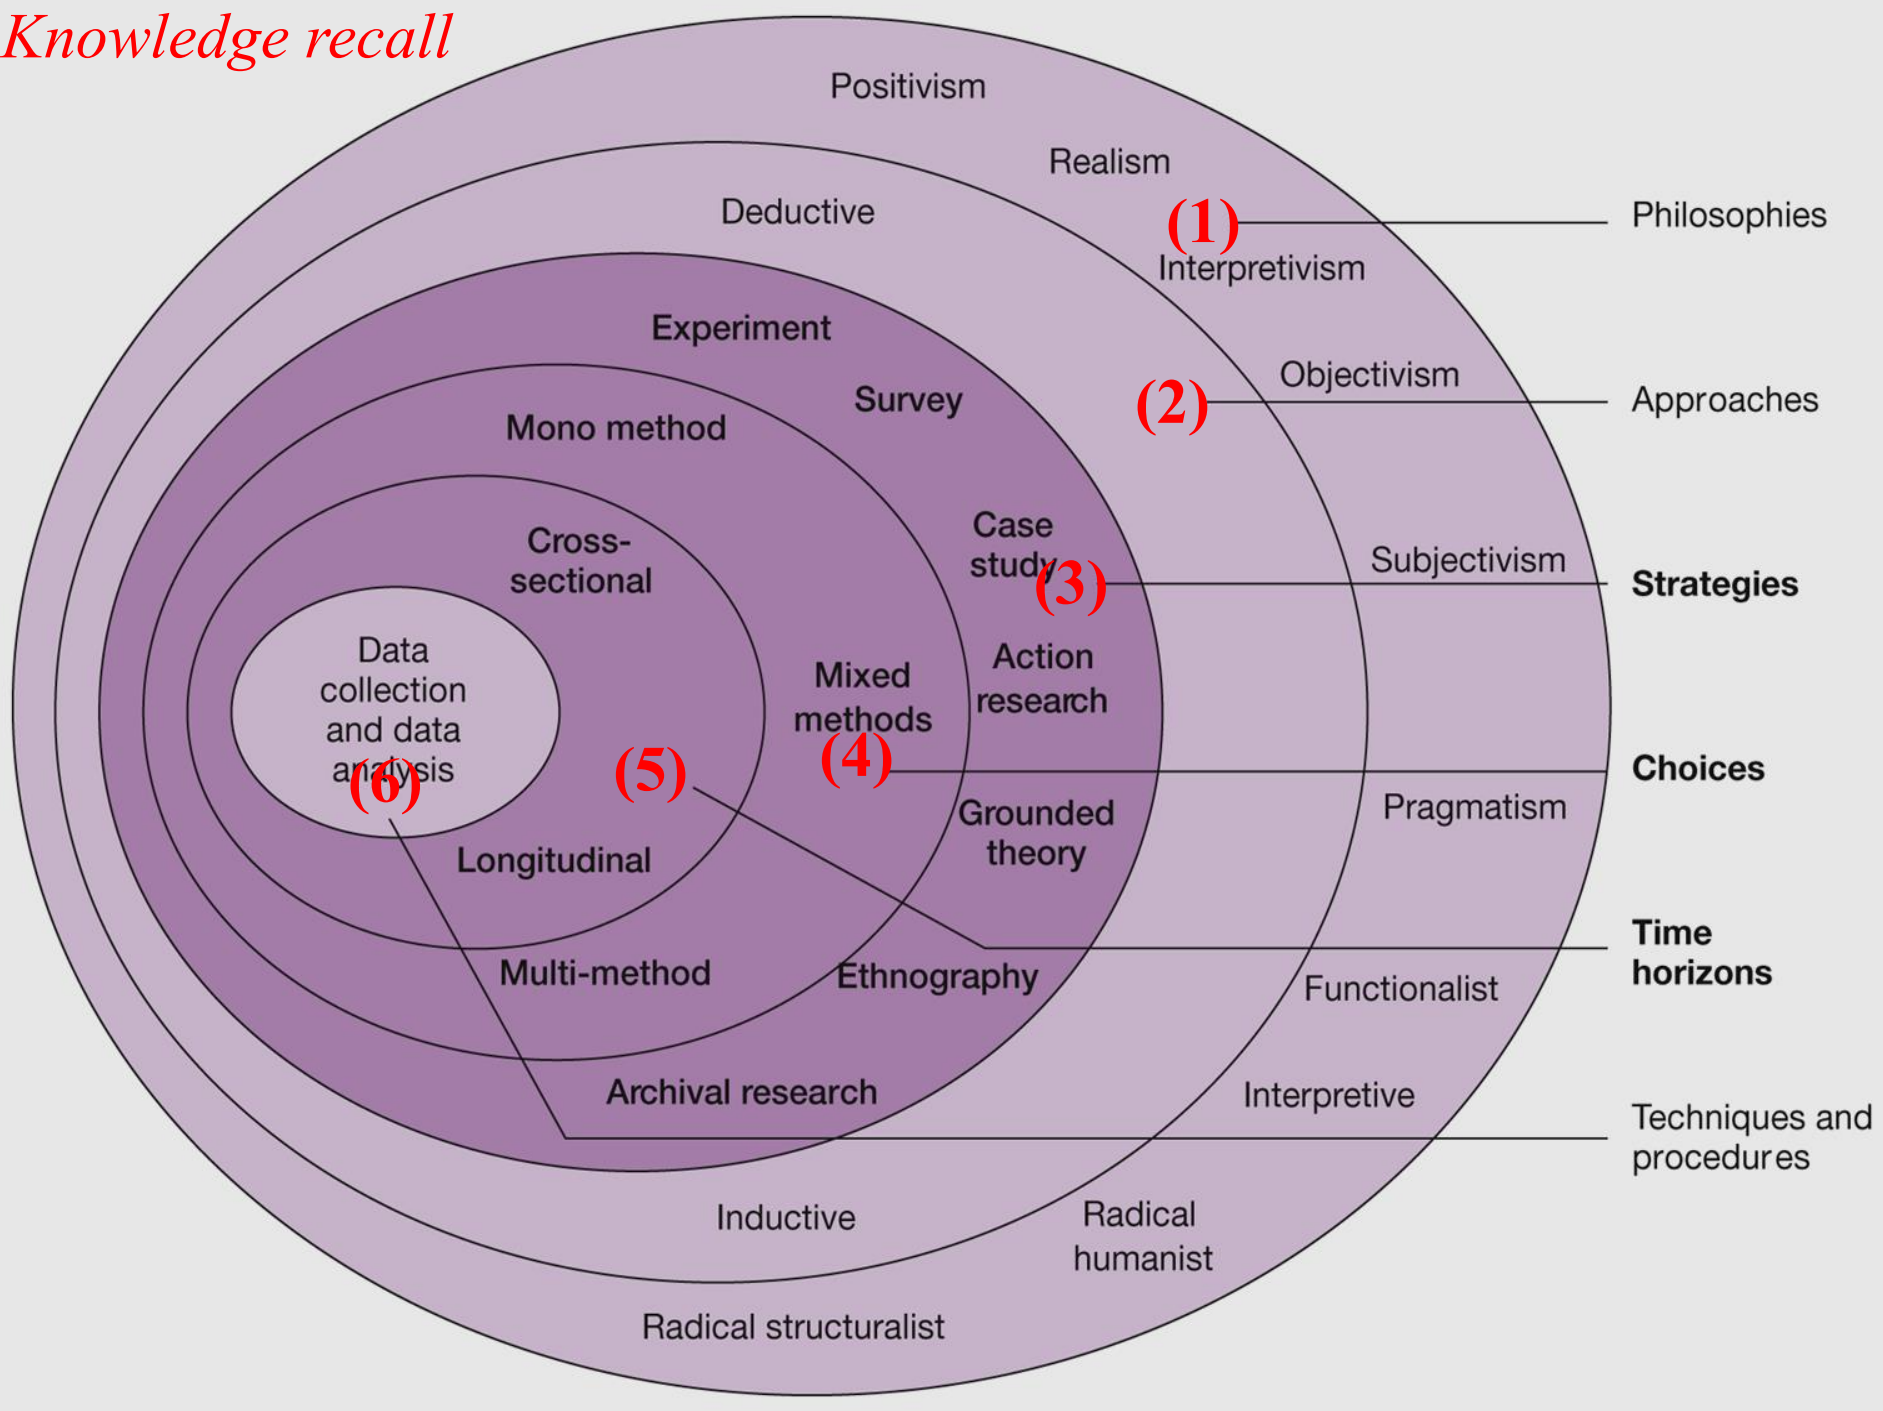 Knowledge recall
Positivism
Realism
(1)
Philosophies
Deductive
Interpretivism
Experiment
Objectivism
Survey
(2)
Approaches
Mono method
Case
study
Cross-
sectional
Subjectivism
(3)
Strategies
Data
collection
and data
analysis
(6)
Mixed
methods
(4)
Action
research
(5)
Choices
Pragmatism
Grounded
theory
Longitudinal
Time
horizons
Multi-method
Ethnography
Functionalist
Archival research
Interpretive
Techniques and
procedures
Inductive
Radical
humanist
Radical structuralist